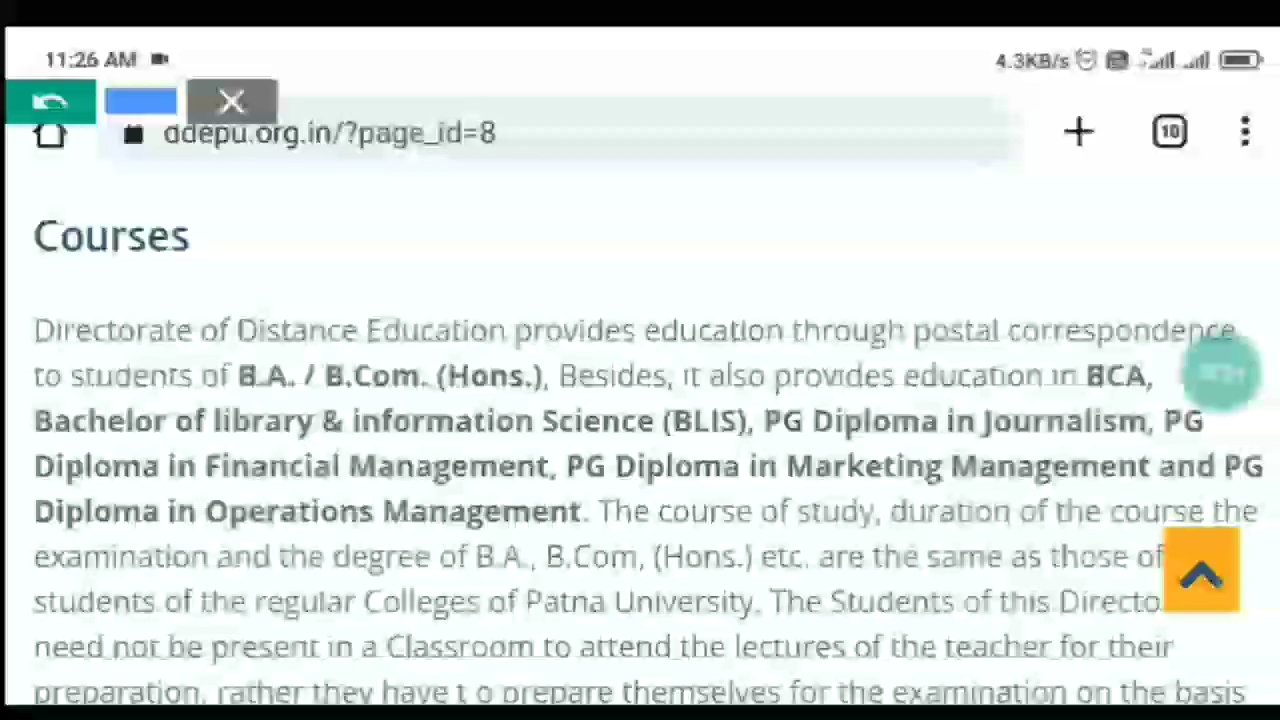 11:26 AM
4.3KB/s
ddepu.org.in/?page_id=8
10
Courses
Directorate of Distance Education provides education through postal correspondence
to students of B.A. / B.Com. (Hons.), Besides, it also provides education in BCA,
Bachelor of library & information Science (BLIS), PG Diploma in Journalism, PG
Diploma in Financial Management, PG Diploma in Marketing Management and PG
Diploma in Operations Management. The course of study, duration of the course the
examination and the degree of B.A., B.Com, (Hons.) etc. are the same as those of
students of the regular Colleges of Patna University. The Students of this Directo
need not be present in a Classroom to attend the lectures of the teacher for their
preparation, rather they have t o prepare themselves for the examination on the basis